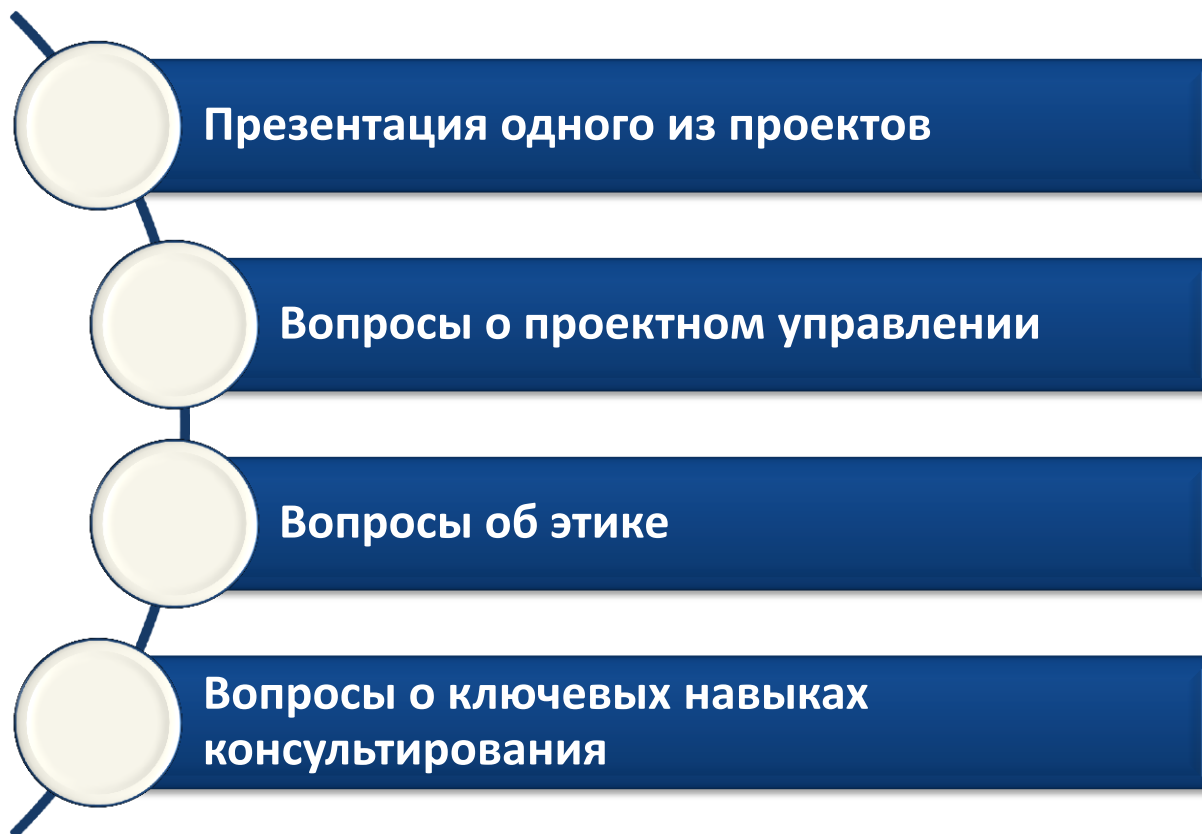 Презентация одного из проектов
Вопросы о проектном управлении
Вопросы об этике
Вопросы о ключевых навыках
консультирования